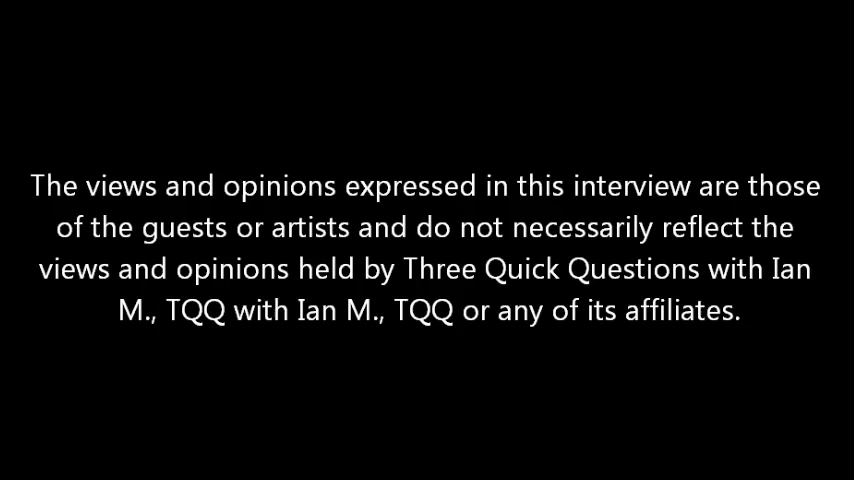 The views and opinions expressed in this interview are those
of the guests or artists and do not necessarily reflect the
views and opinions held by Three Quick Questions with Ian
M., TQQ with Ian M., TQQ or any of its affiliates.